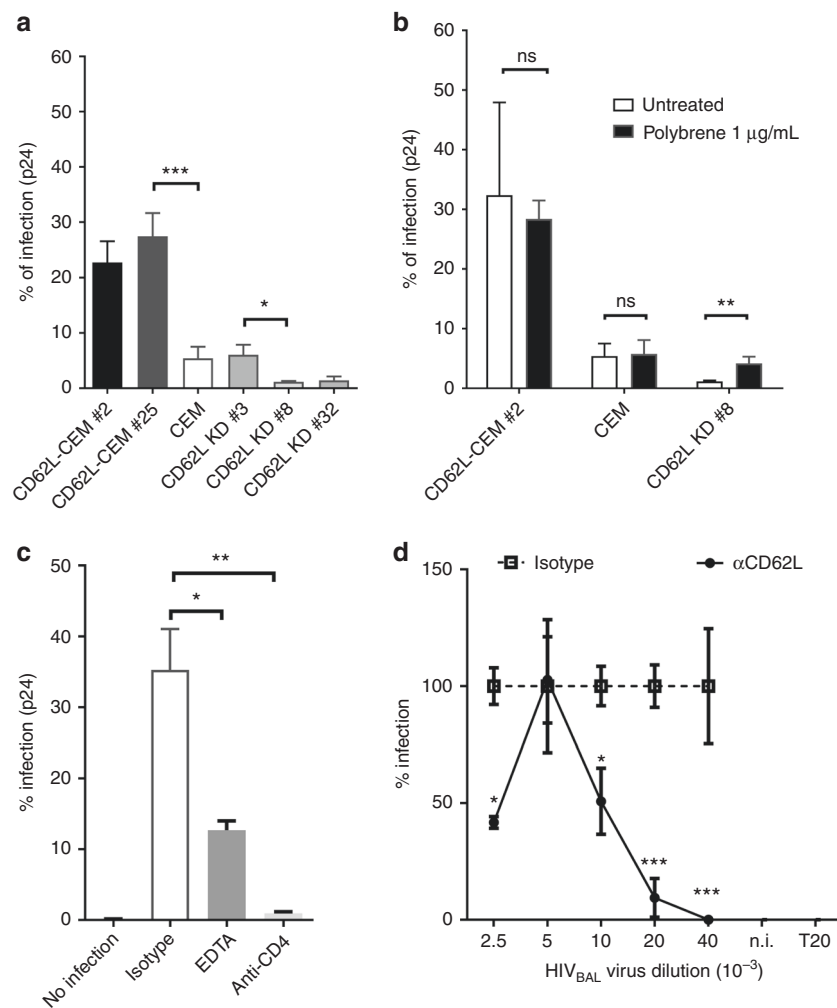 a
% of infection (p24)
60
50
40
30
20
10
0
***
*
CD62L-CEM #2
CD62L-CEM #25
CEM
CD62L KD #3
CD62L KD #8
CD62L KD #32
b
% of infection (p24)
60
50
40
30
20
10
0
ns
ns
**
Untreated
Polybrene 1 μg/mL
CD62L-CEM #2
CEM
CD62L KD #8
c
% infection (p24)
50
40
30
20
10
0
**
*
No infection
Isotype
EDTA
Anti-CD4
d
Isotype
αCD62L
% infection
150
100
50
0
*
*
***
***
2.5 5 10 20 40 n.i. T20
HIVBAL virus dilution (10⁻³)